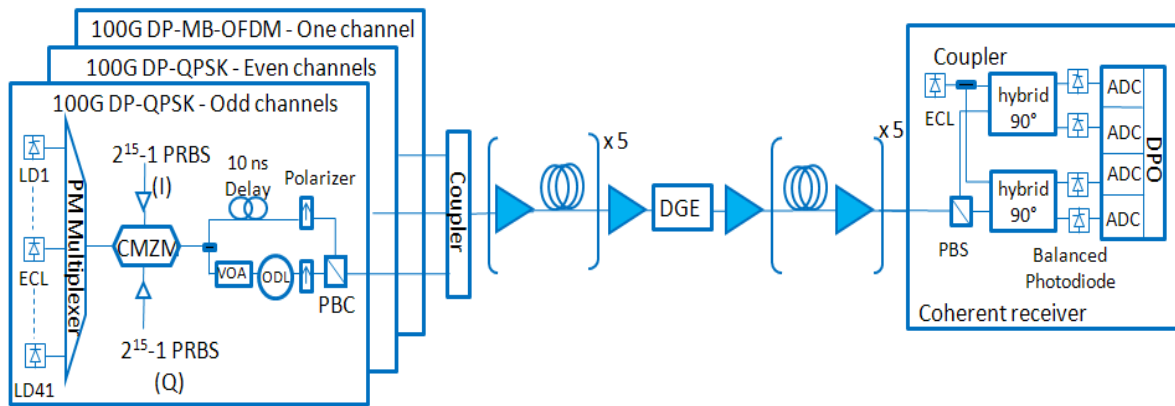 100G DP-MB-OFDM - One channel
100G DP-QPSK - Even channels
100G DP-QPSK - Odd channels
LD1
ECL
LD41
PM Multiplexer
2¹⁵-1 PRBS
(I)
CMZM
2¹⁵-1 PRBS
(Q)
10 ns
Delay
Polarizer
VOA
ODL
PBC
Coupler
x 5
DGE
x 5
Coupler
ECL
hybrid
90°
hybrid
90°
PBS
ADC
ADC
ADC
ADC
DPO
Balanced
Photodiode
Coherent receiver